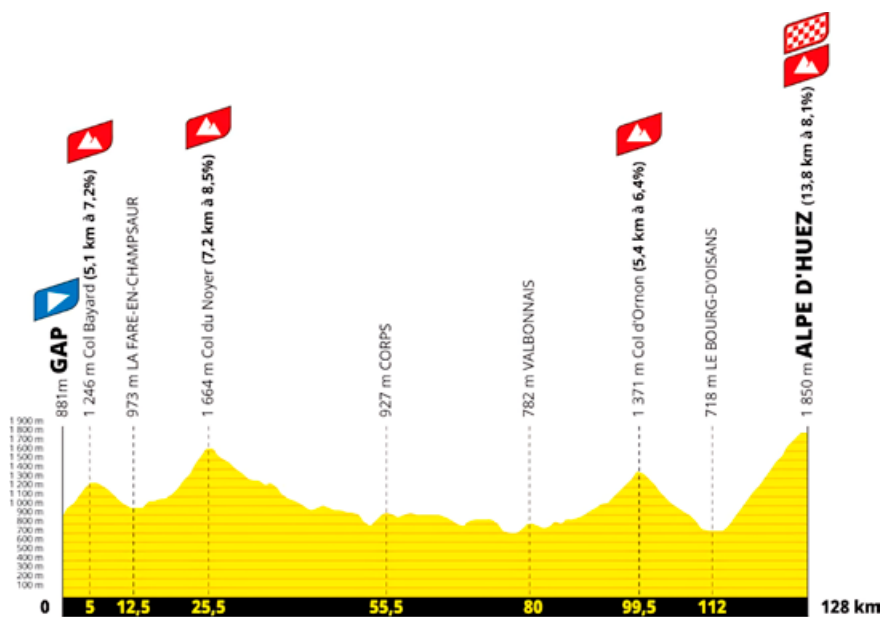 881m GAP
1 246 m Col Bayard (5,1 km à 7,2%)
973 m LA FARE-EN-CHAMPSAUR
1 664 m Col du Noyer (7,2 km à 8,5%)
927 m CORPS
782 m VALBONNAIS
1 371 m Col d'Ornon (5,4 km à 6,4%)
718 m LE BOURG-D'OISANS
1 850 m ALPE D'HUEZ (13,8 km à 8,1%)
1 900 m
1 800 m
1 700 m
1 600 m
1 500 m
1 400 m
1 300 m
1 200 m
1 100 m
1 000 m
900 m
800 m
700 m
600 m
500 m
400 m
300 m
200 m
100 m
0 5 12,5 25,5 55,5 80 99,5 112 128 km